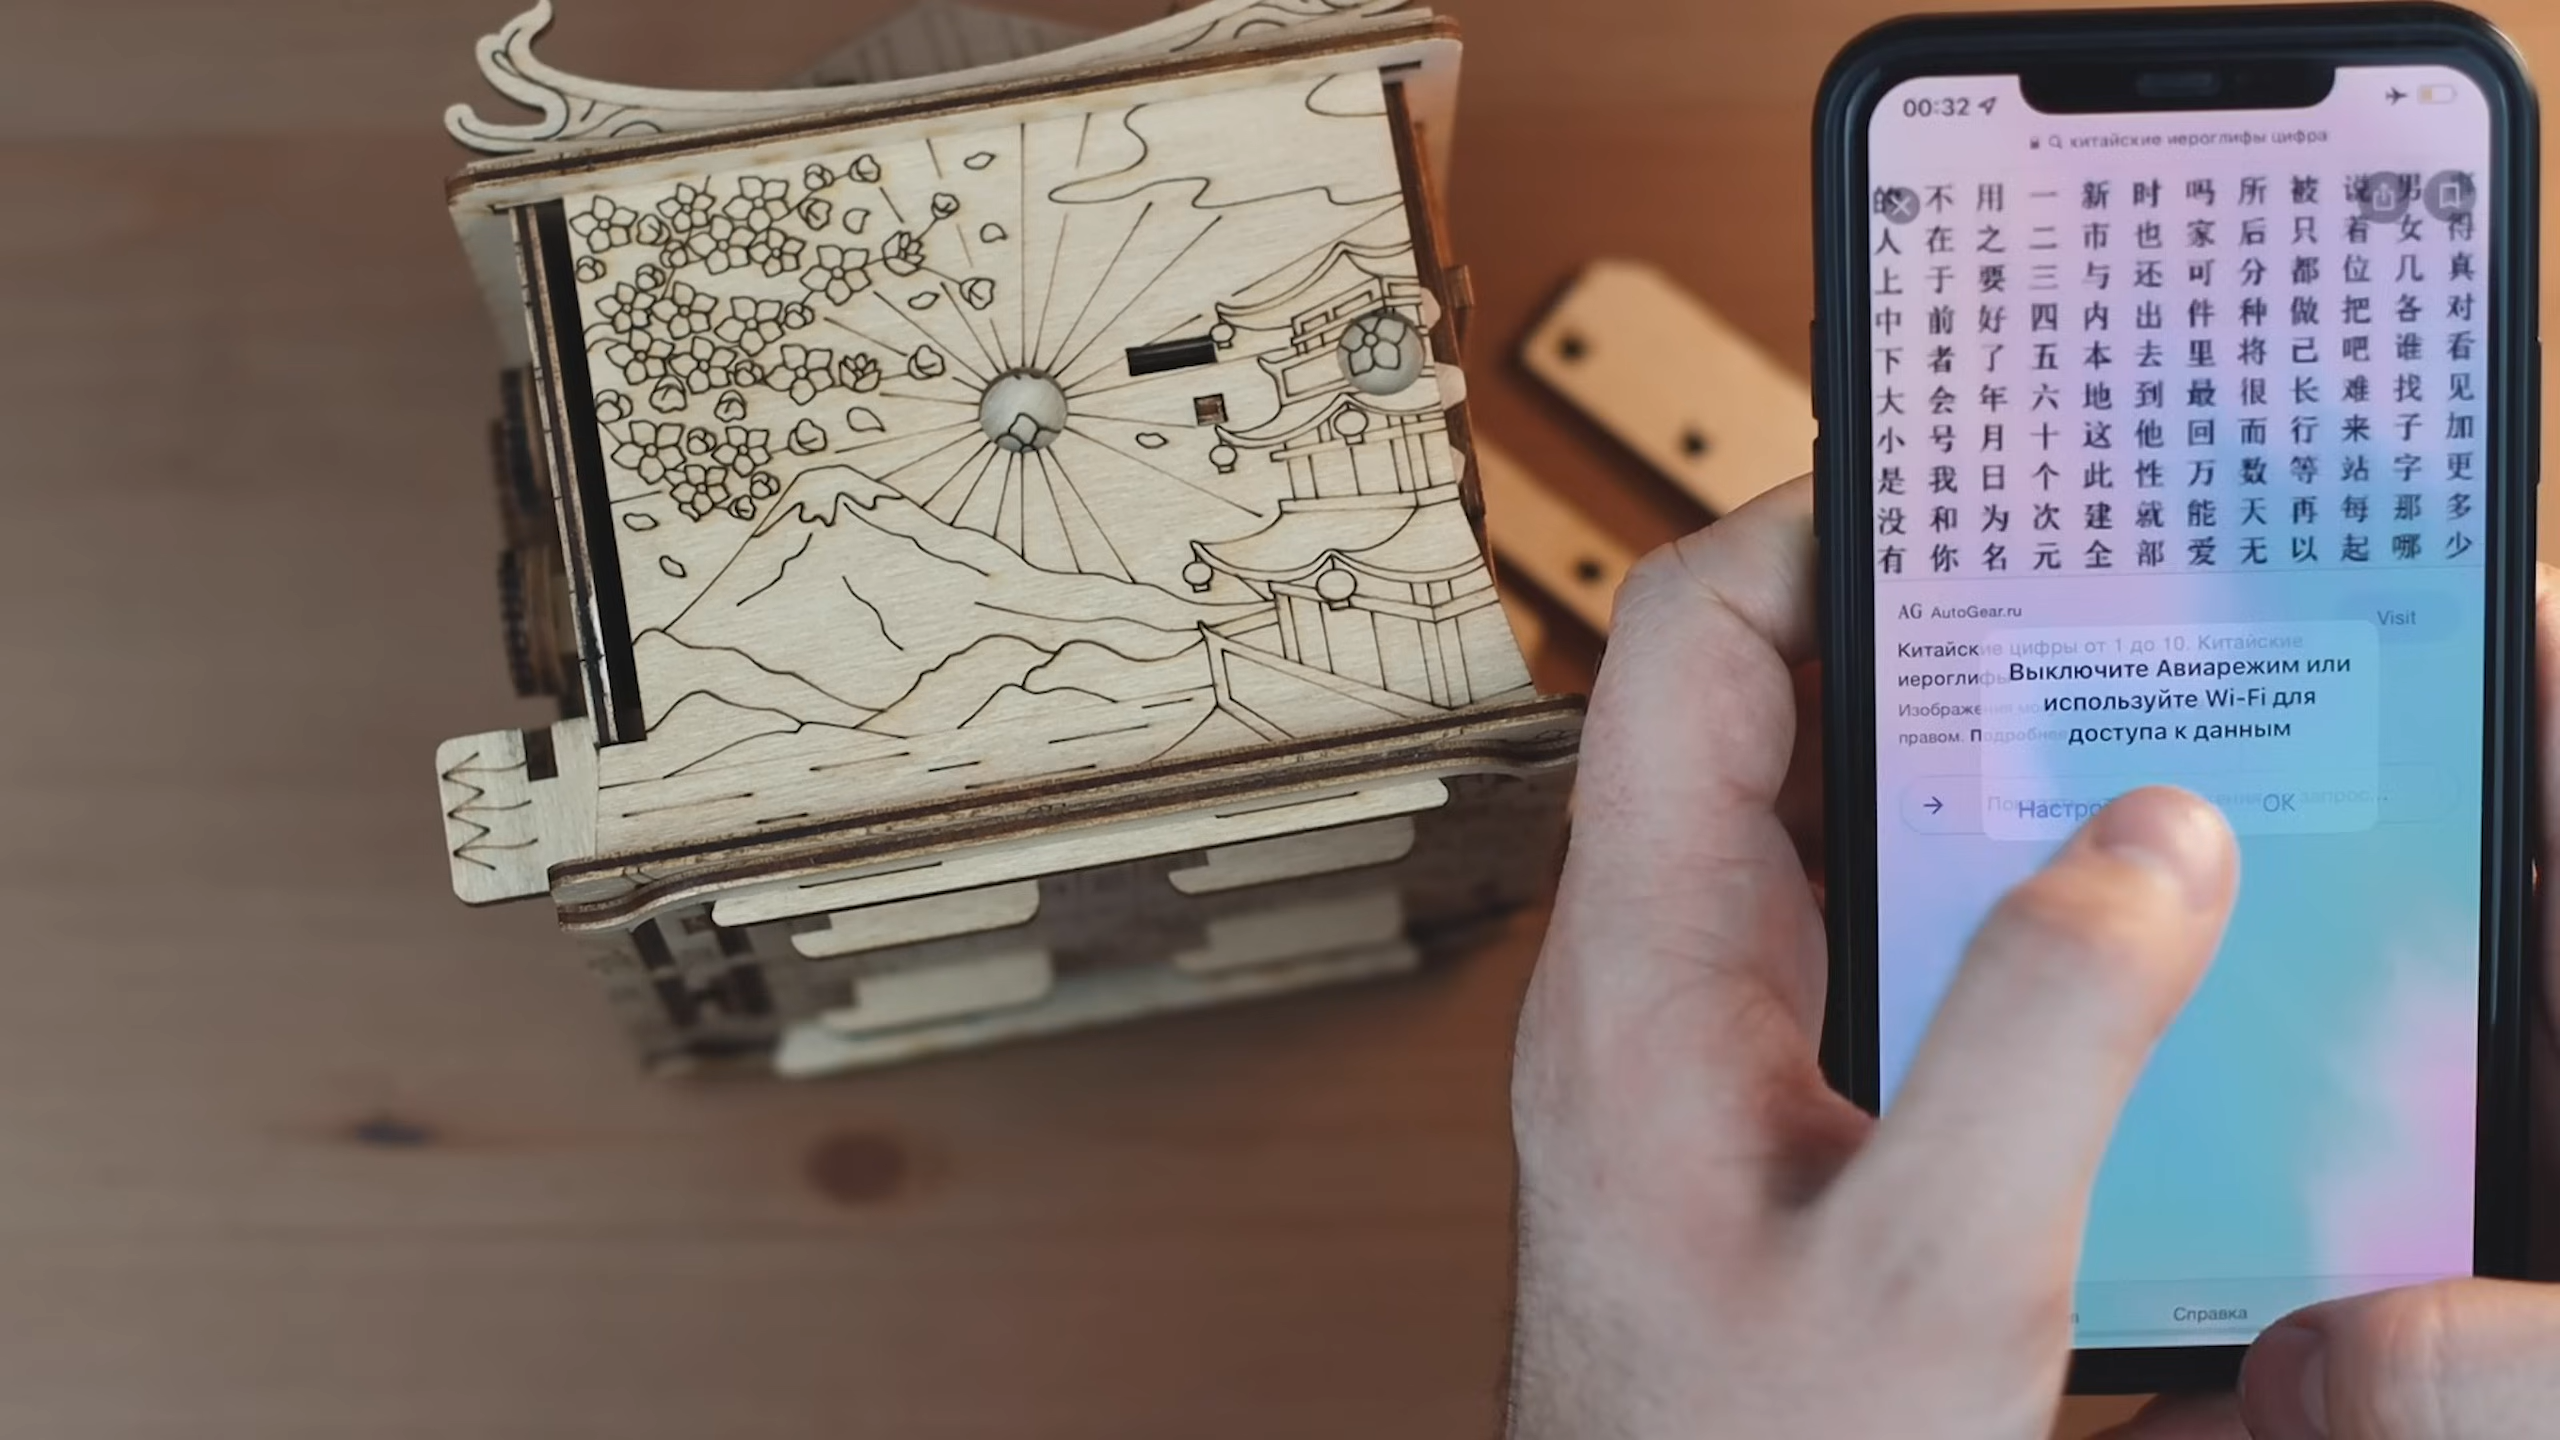 00:32
китайские иероглифы цифра
不 用 一 新 时 吗 所 被 说 男
人 在 之 二 市 也 家 后 只 着 女 得
上 于 要 三 与 还 可 分 都 位 几 真
中 前 好 四 内 出 件 种 做 把 各 对
下 者 了 五 本 去 里 将 己 吧 谁 看
大 会 年 六 地 到 最 很 长 难 找 见
小 号 月 十 这 他 回 而 行 来 子 加
是 我 日 个 此 性 万 数 等 站 字 更
没 和 为 次 建 就 能 天 再 每 那 多
有 你 名 元 全 部 爱 无 以 起 哪 少
AG AutoGear.ru
Visit
Китайские цифры от 1 до 10. Китайские
Выключите Авиарежим или
используйте Wi-Fi для
доступа к данным
правом. Подробнее
OK
Справка